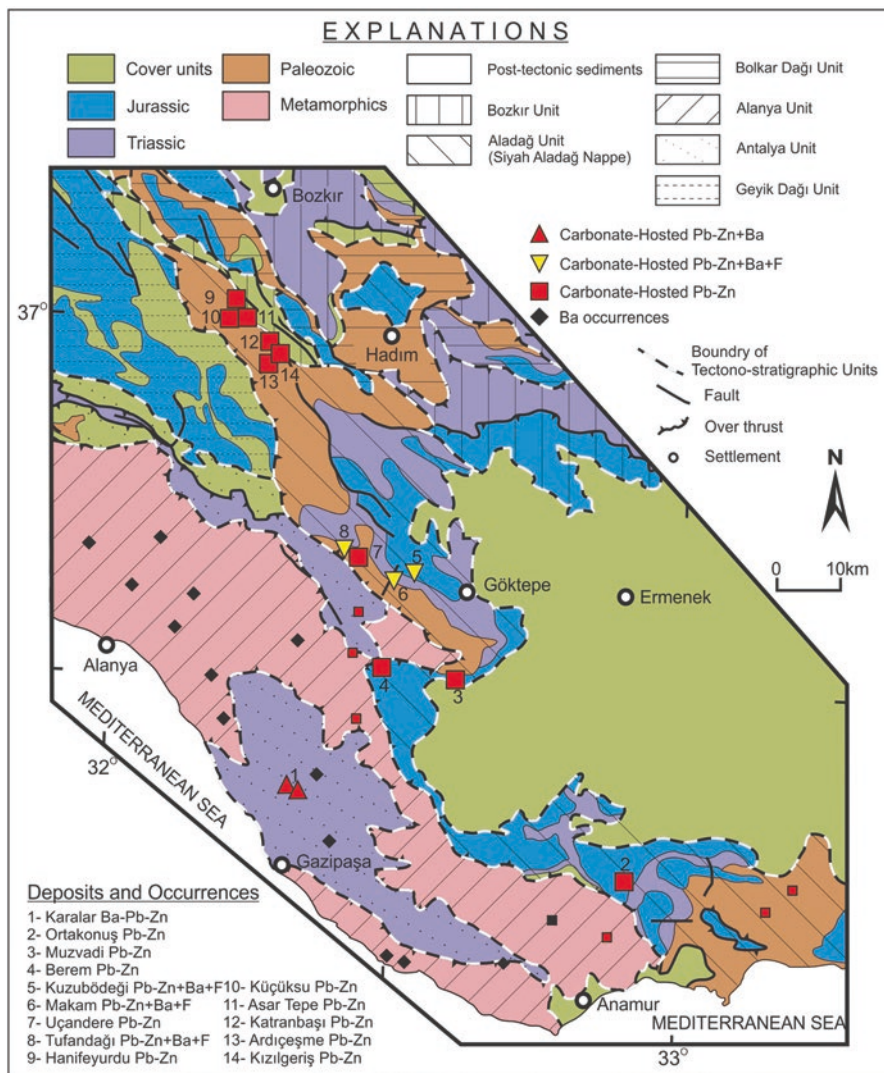 EXPLANATIONS
Cover units
Jurassic
Triassic
Paleozoic
Metamorphics
Post-tectonic sediments
Bozkır Unit
Aladağ Unit
(Siyah Aladağ Nappe)
Bolkar Dağı Unit
Alanya Unit
Antalya Unit
Geyik Dağı Unit
Carbonate-Hosted Pb-Zn+Ba
Carbonate-Hosted Pb-Zn+Ba+F
Carbonate-Hosted Pb-Zn
Ba occurrences
Boundry of
Tectono-stratigraphic Units
Fault
Over thrust
Settlement
N
0 10km
Bozkır
37°
9
10
11
12
13
14
Hadım
8
7
5
6
Göktepe
Ermenek
Alanya
4
3
MEDITERRANEAN SEA
32°
1
Gazipaşa
2
Anamur
MEDITERRANEAN SEA
33°
Deposits and Occurrences
1- Karalar Ba-Pb-Zn
2- Ortakonuş Pb-Zn
3- Muzvadi Pb-Zn
4- Berem Pb-Zn
5- Kuzubödeği Pb-Zn+Ba+F
6- Makam Pb-Zn+Ba+F
7- Uçandere Pb-Zn
8- Tufandağı Pb-Zn+Ba+F
9- Hanifeyurdu Pb-Zn
10- Küçüksu Pb-Zn
11- Asar Tepe Pb-Zn
12- Katranbaşı Pb-Zn
13- Ardıçeşme Pb-Zn
14- Kızılgeriş Pb-Zn